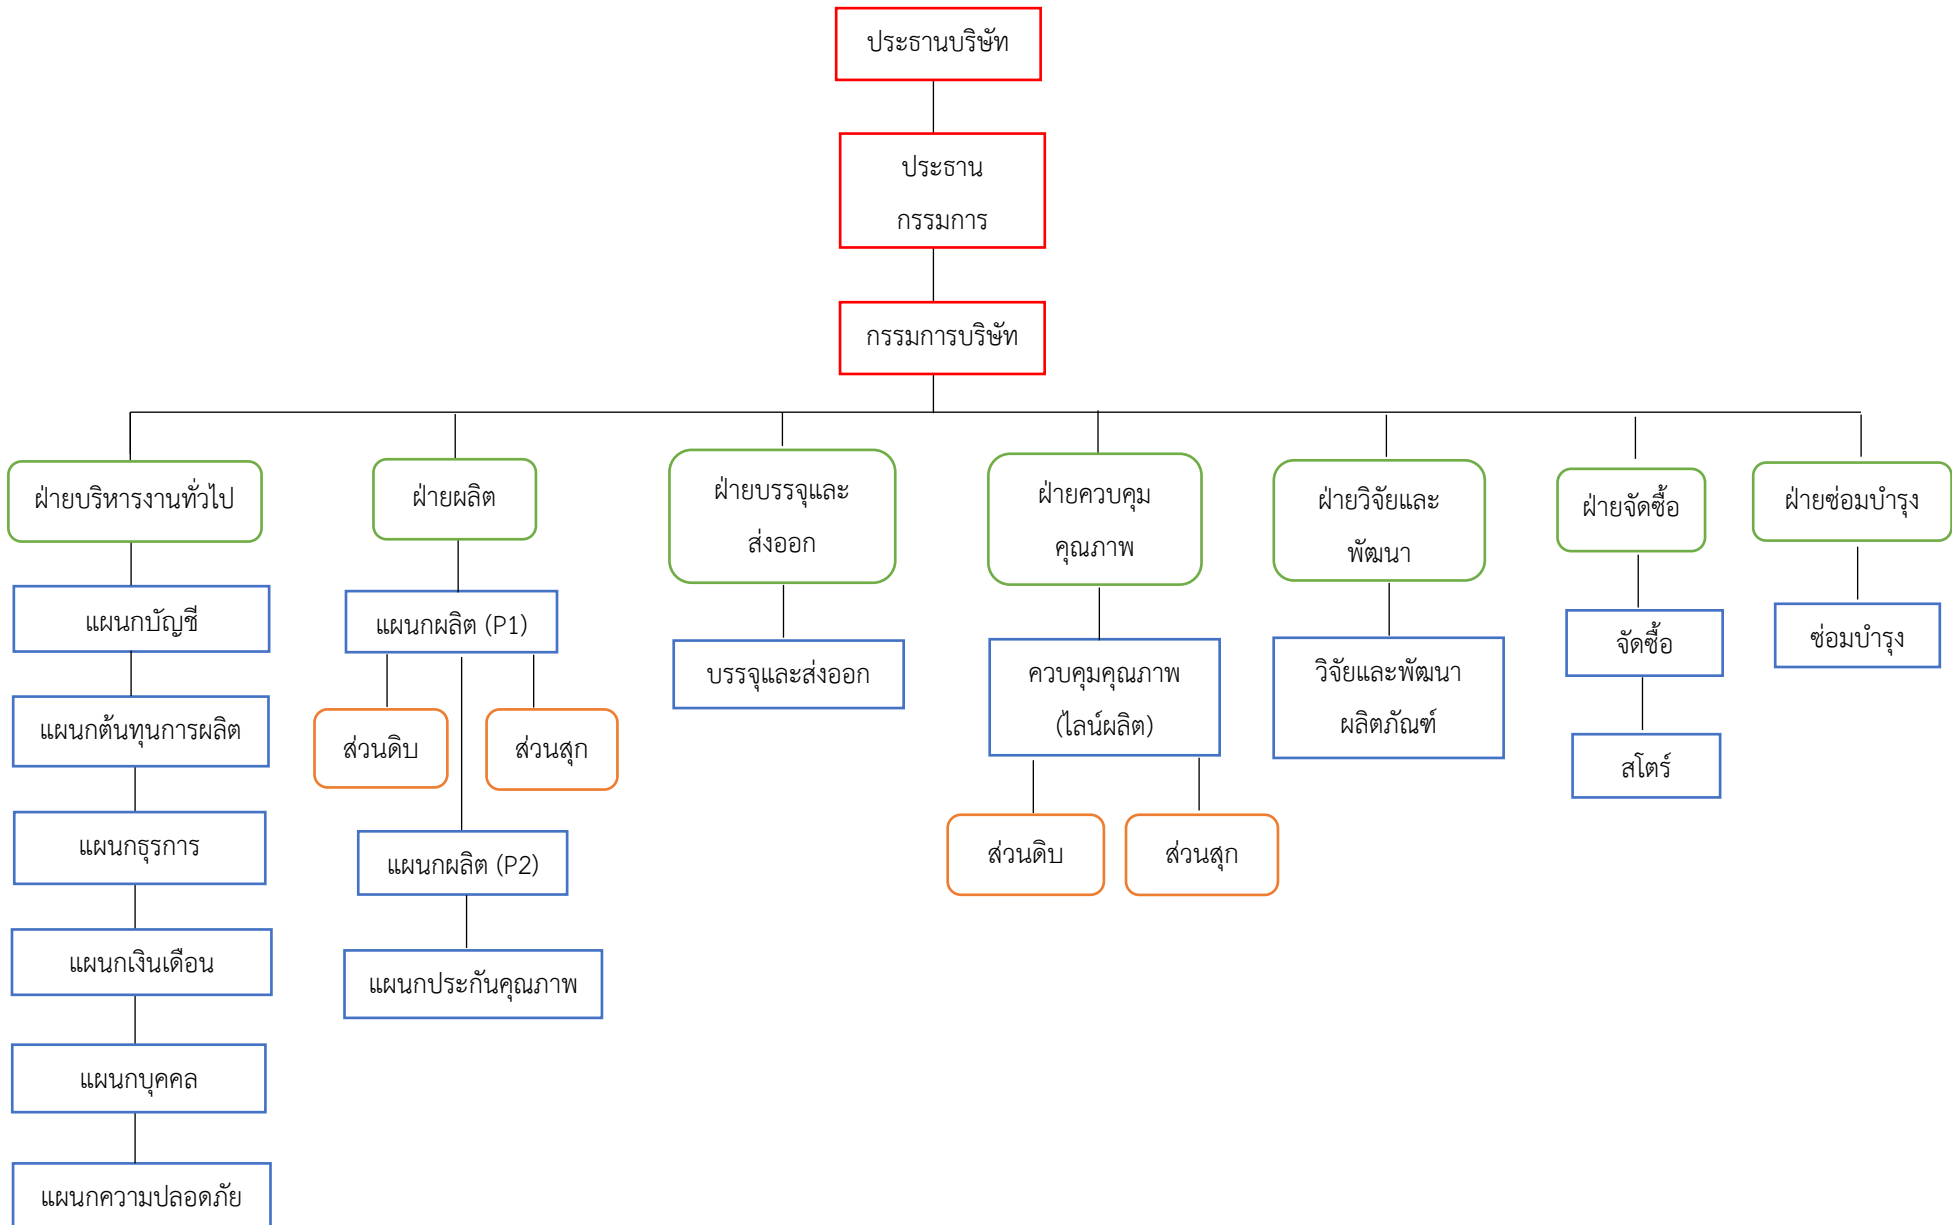 ประธานบริษัท
ประธาน
กรรมการ
กรรมการบริษัท
ฝ่ายบริหารงานทั่วไป
ฝ่ายผลิต
ฝ่ายบรรจุและ
ส่งออก
ฝ่ายควบคุม
คุณภาพ
ฝ่ายวิจัยและ
พัฒนา
ฝ่ายจัดซื้อ
ฝ่ายซ่อมบำรุง
แผนกบัญชี
แผนกต้นทุนการผลิต
แผนกธุรการ
แผนกเงินเดือน
แผนกบุคคล
แผนกความปลอดภัย
แผนกผลิต (P1)
ส่วนดิบ
ส่วนสุก
แผนกผลิต (P2)
แผนกประกันคุณภาพ
บรรจุและส่งออก
ควบคุมคุณภาพ
(ไลน์ผลิต)
ส่วนดิบ
ส่วนสุก
วิจัยและพัฒนา
ผลิตภัณฑ์
จัดซื้อ
สโตร์
ซ่อมบำรุง